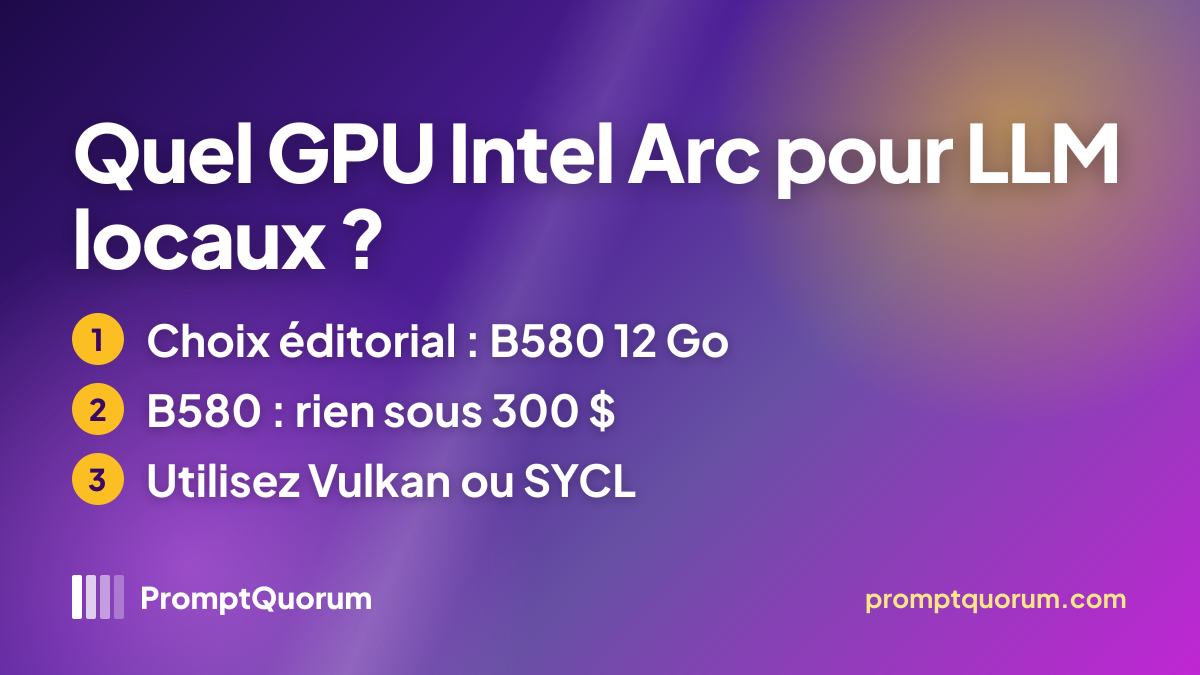 Quel GPU Intel Arc pour LLM
locaux ?
1 Choix éditorial : B580 12 Go
2 B580 : rien sous 300 $
3 Utilisez Vulkan ou SYCL
PromptQuorum
promptquorum.com